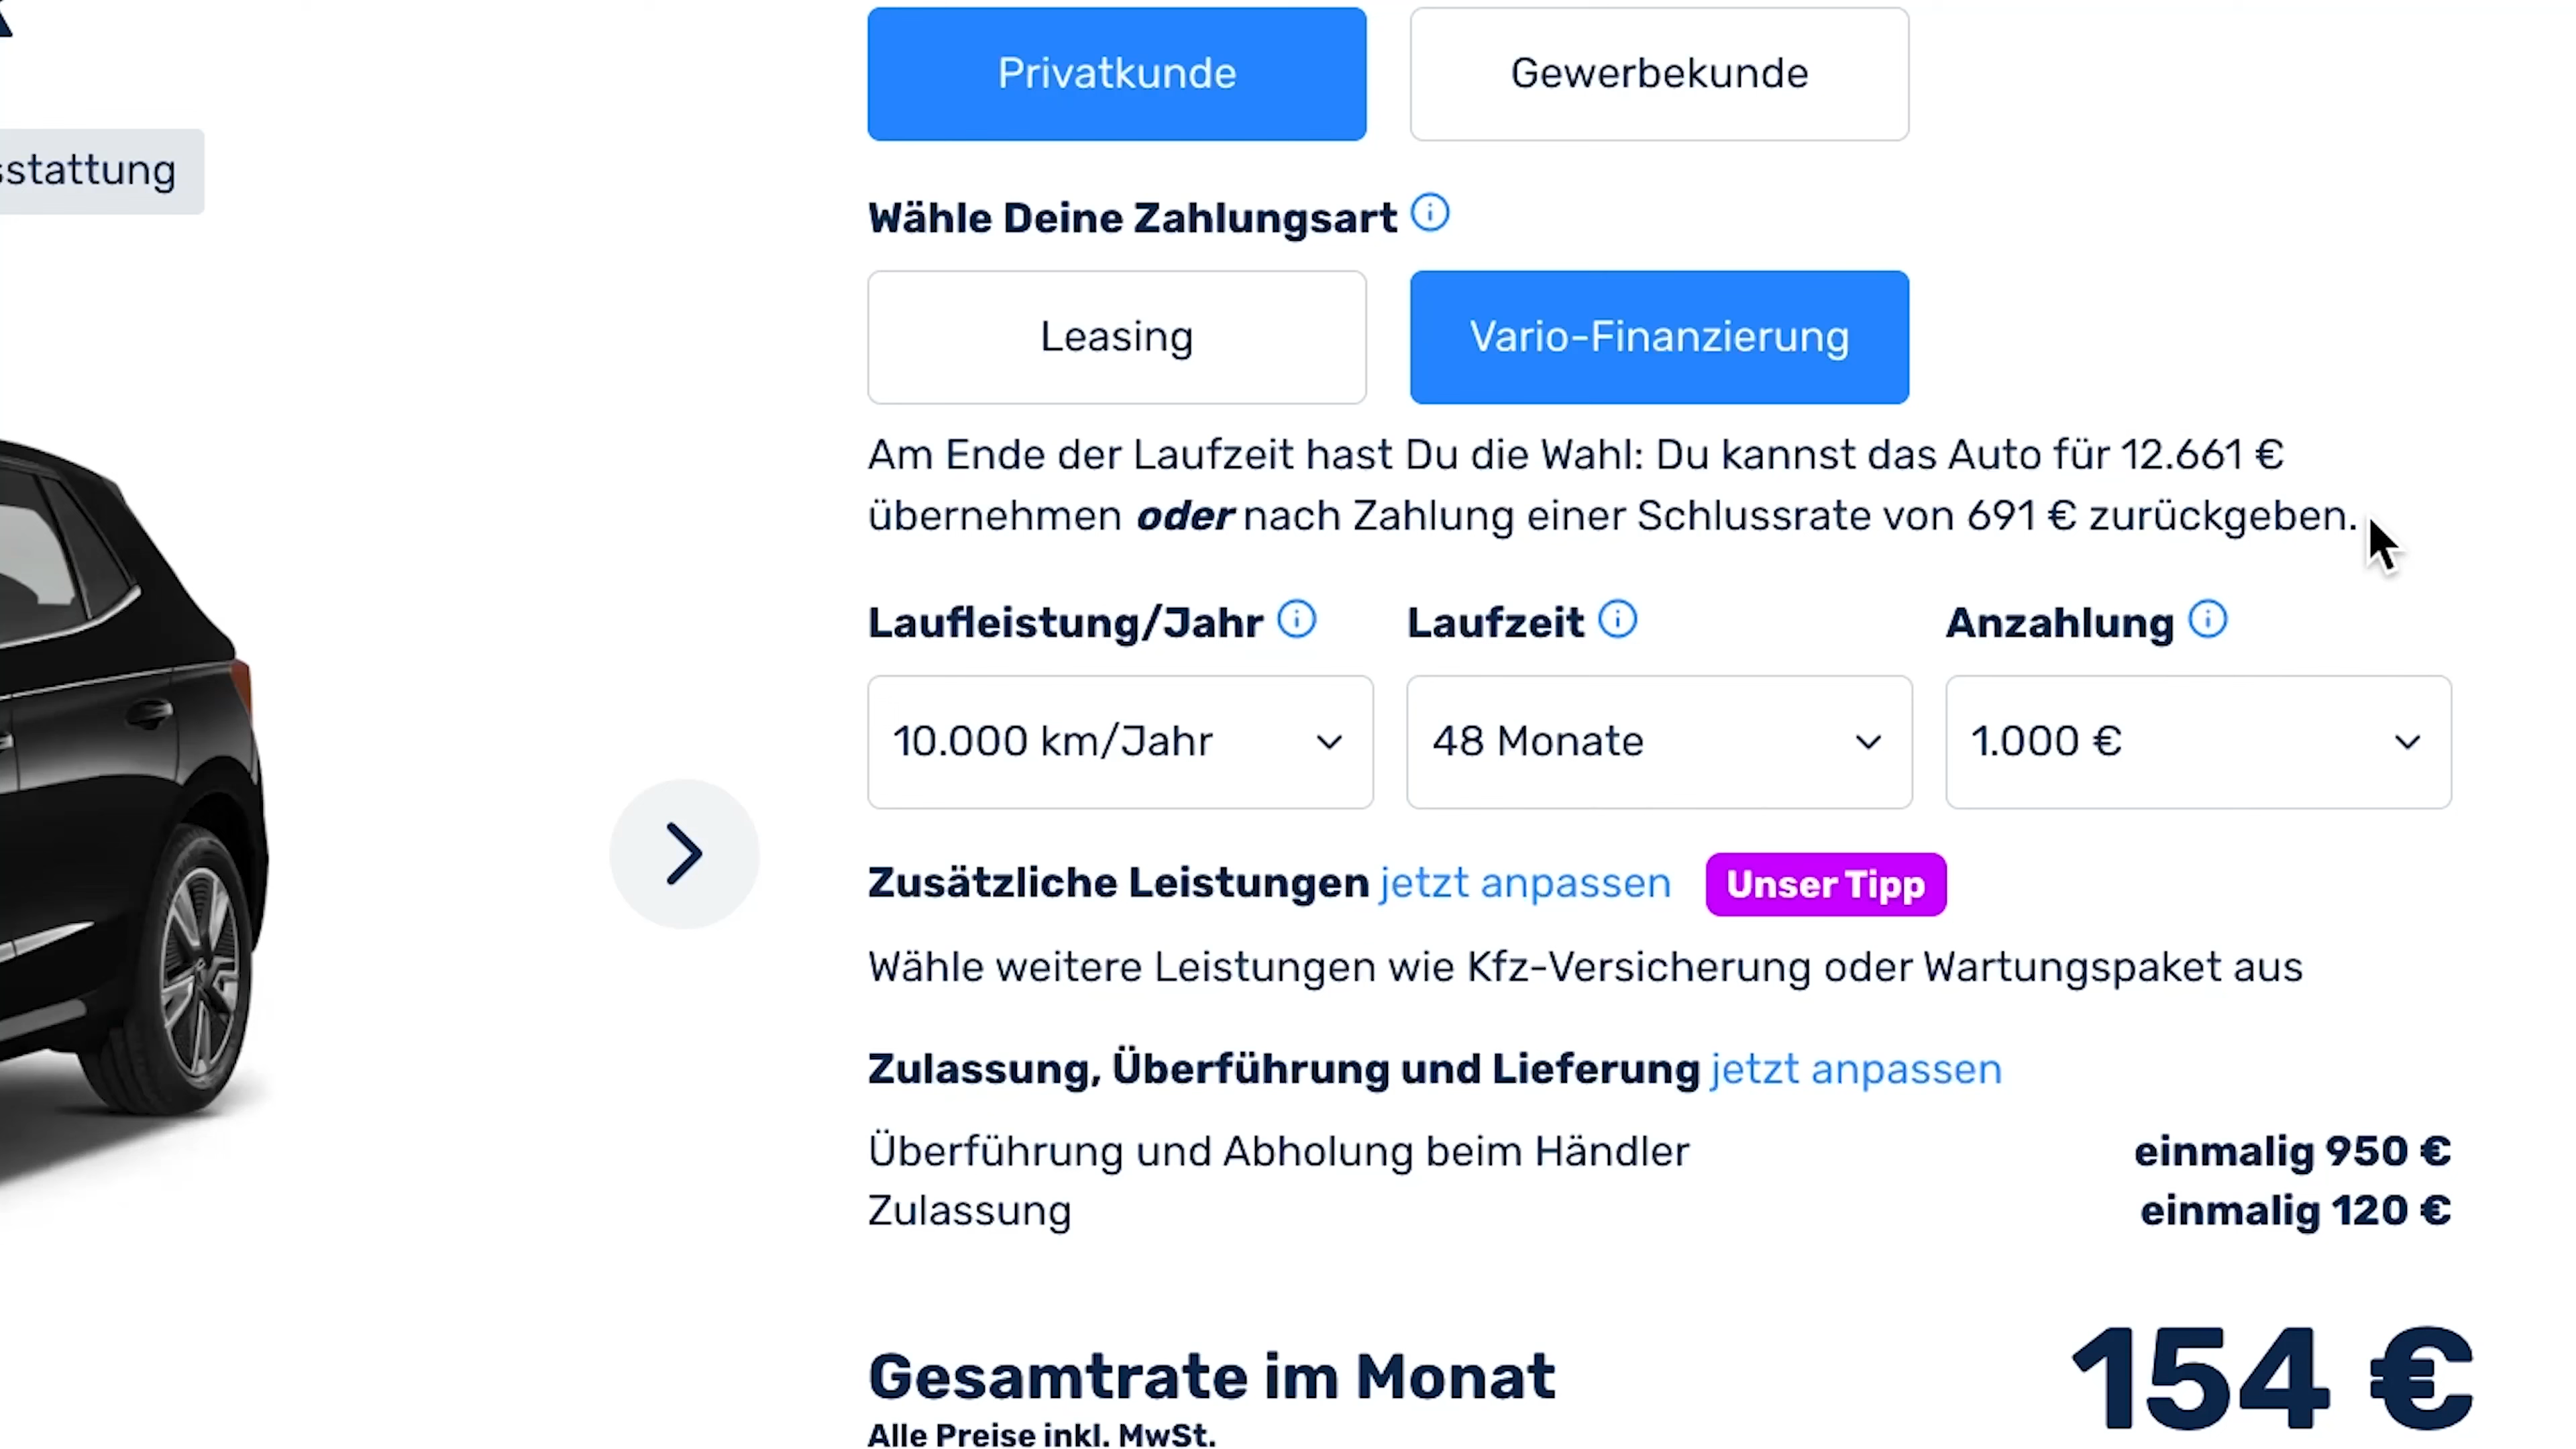 Privatkunde
Gewerbekunde
sstattung
Wähle Deine Zahlungsart
Leasing
Vario-Finanzierung
Am Ende der Laufzeit hast Du die Wahl: Du kannst das Auto für 12.661 €
übernehmen oder nach Zahlung einer Schlussrate von 691 € zurückgeben.
Laufleistung/Jahr
Laufzeit
Anzahlung
10.000 km/Jahr
48 Monate
1.000 €
Zusätzliche Leistungen jetzt anpassen Unser Tipp
Wähle weitere Leistungen wie Kfz-Versicherung oder Wartungspaket aus
Zulassung, Überführung und Lieferung jetzt anpassen
Überführung und Abholung beim Händler einmalig 950 €
Zulassung einmalig 120 €
Gesamtrate im Monat 154 €
Alle Preise inkl. MwSt.